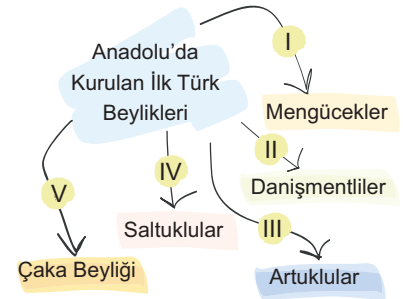 Anadolu'da
Kurulan İlk Türk
Beylikleri
I
Mengücekler
II
Danişmentliler
III
Artuklular
IV
Saltuklular
V
Çaka Beyliği